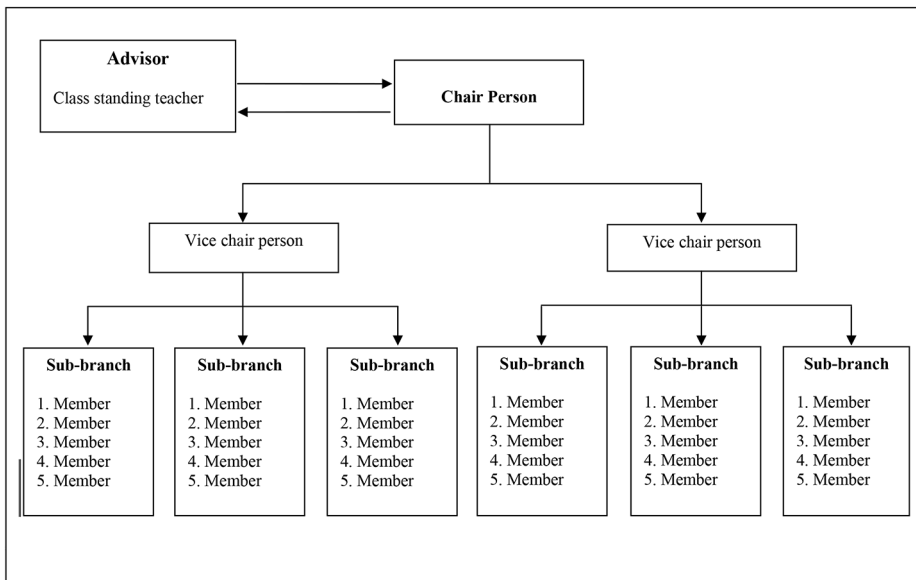 Advisor
Class standing teacher
Chair Person
Vice chair person
Vice chair person
Sub-branch
1. Member
2. Member
3. Member
4. Member
5. Member
Sub-branch
1. Member
2. Member
3. Member
4. Member
5. Member
Sub-branch
1. Member
2. Member
3. Member
4. Member
5. Member
Sub-branch
1. Member
2. Member
3. Member
4. Member
5. Member
Sub-branch
1. Member
2. Member
3. Member
4. Member
5. Member
Sub-branch
1. Member
2. Member
3. Member
4. Member
5. Member